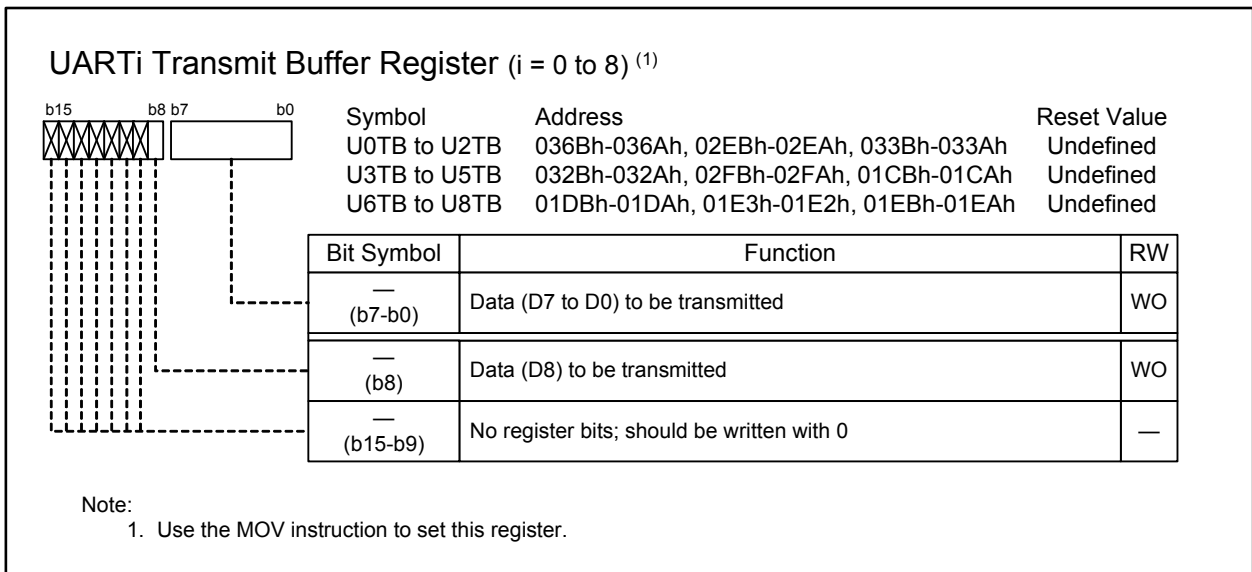 UARTi Transmit Buffer Register (i = 0 to 8) (1)
b15 b8 b7 b0
Symbol Address Reset Value
U0TB to U2TB 036Bh-036Ah, 02EBh-02EAh, 033Bh-033Ah Undefined
U3TB to U5TB 032Bh-032Ah, 02FBh-02FAh, 01CBh-01CAh Undefined
U6TB to U8TB 01DBh-01DAh, 01E3h-01E2h, 01EBh-01EAh Undefined
Bit Symbol Function RW
—
(b7-b0) Data (D7 to D0) to be transmitted WO
—
(b8) Data (D8) to be transmitted WO
—
(b15-b9) No register bits; should be written with 0 —
Note:
1. Use the MOV instruction to set this register.